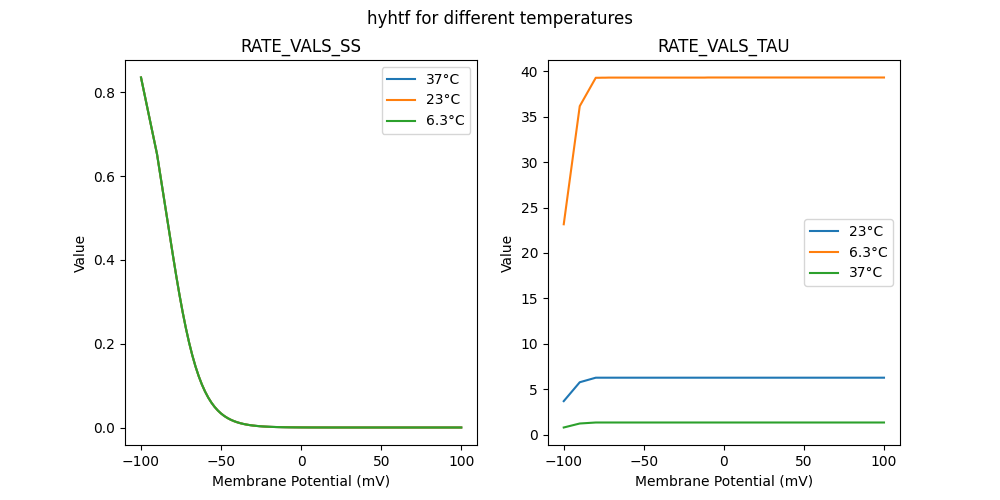 hyhtf for different temperatures
RATE_VALS_SS
Value
0.8
0.6
0.4
0.2
0.0
37°C
23°C
6.3°C
−100
−50
0
50
100
Membrane Potential (mV)
RATE_VALS_TAU
Value
40
35
30
25
20
15
10
5
0
23°C
6.3°C
37°C
−100
−50
0
50
100
Membrane Potential (mV)